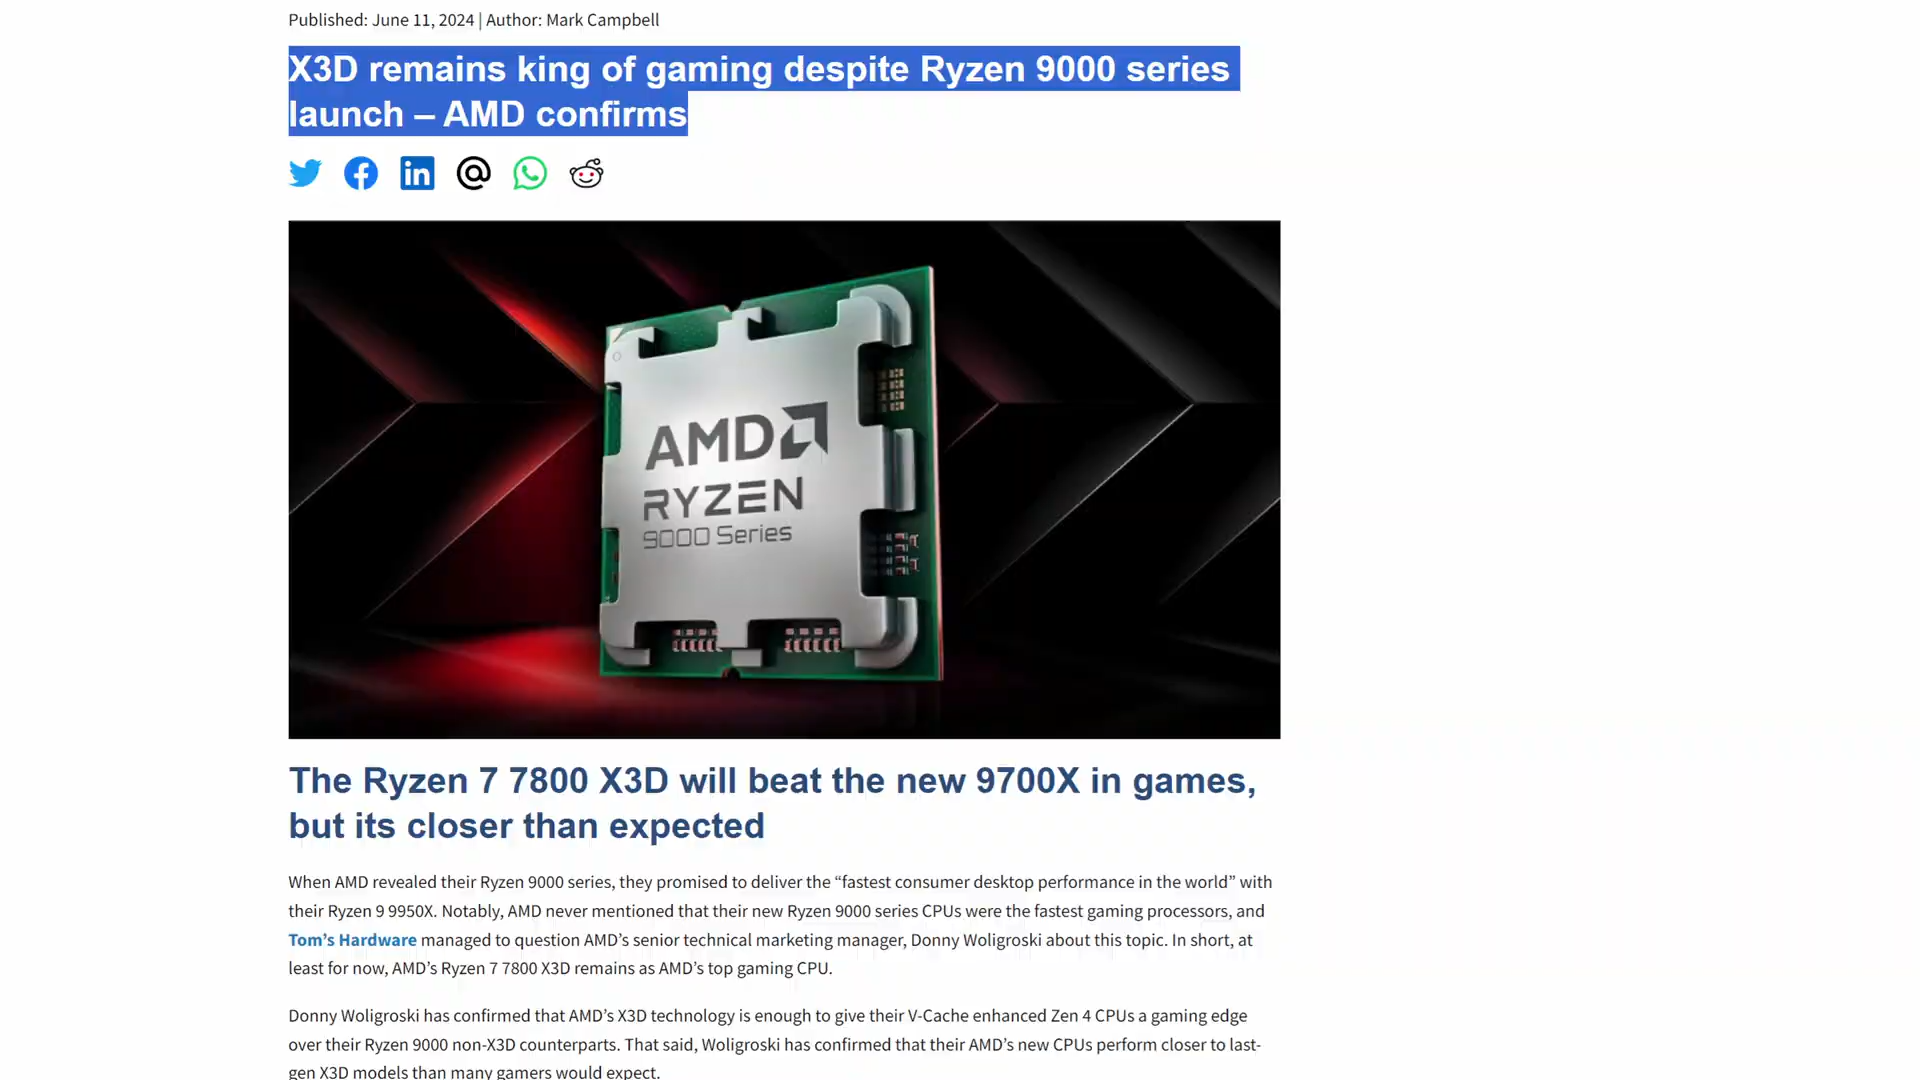 Published: June 11, 2024 | Author: Mark Campbell
X3D remains king of gaming despite Ryzen 9000 series
launch – AMD confirms
AMD
RYZEN
9000 Series
The Ryzen 7 7800 X3D will beat the new 9700X in games,
but its closer than expected
When AMD revealed their Ryzen 9000 series, they promised to deliver the “fastest consumer desktop performance in the world” with
their Ryzen 9 9950X. Notably, AMD never mentioned that their new Ryzen 9000 series CPUs were the fastest gaming processors, and
Tom’s Hardware managed to question AMD’s senior technical marketing manager, Donny Woligroski about this topic. In short, at
least for now, AMD’s Ryzen 7 7800 X3D remains as AMD’s top gaming CPU.
Donny Woligroski has confirmed that AMD’s X3D technology is enough to give their V-Cache enhanced Zen 4 CPUs a gaming edge
over their Ryzen 9000 non-X3D counterparts. That said, Woligroski has confirmed that their AMD’s new CPUs perform closer to last-
gen X3D models than many gamers would expect.